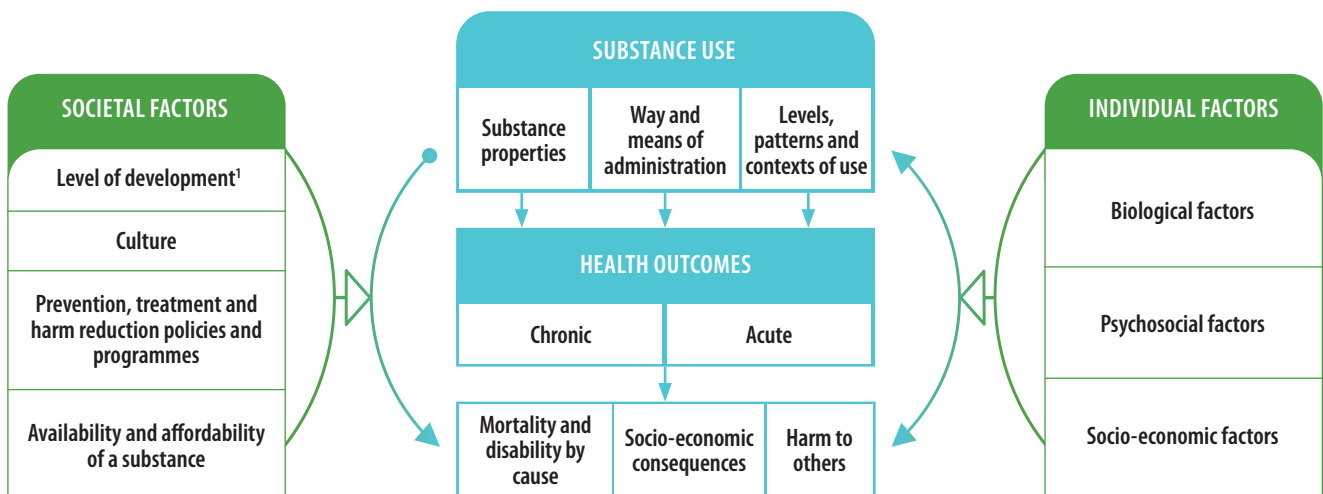 SOCIETAL FACTORS
Level of development¹
Culture
Prevention, treatment and
harm reduction policies and
programmes
Availability and affordability
of a substance
SUBSTANCE USE
Substance
properties
Way and
means of
administration
Levels,
patterns and
contexts of use
HEALTH OUTCOMES
Chronic
Acute
Mortality and
disability by
cause
Socio-economic
consequences
Harm to
others
INDIVIDUAL FACTORS
Biological factors
Psychosocial factors
Socio-economic factors